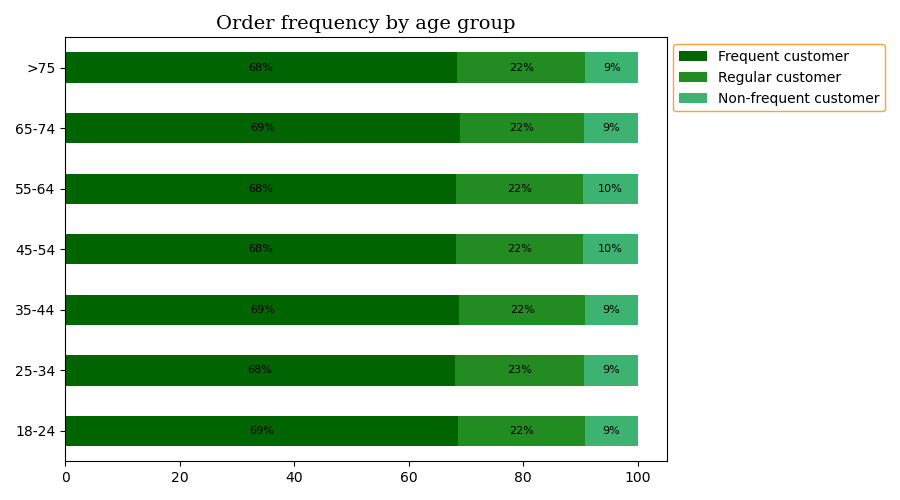 Order frequency by age group
>75 68% 22% 9%
65-74 69% 22% 9%
55-64 68% 22% 10%
45-54 68% 22% 10%
35-44 69% 22% 9%
25-34 68% 23% 9%
18-24 69% 22% 9%
0 20 40 60 80 100
Frequent customer
Regular customer
Non-frequent customer